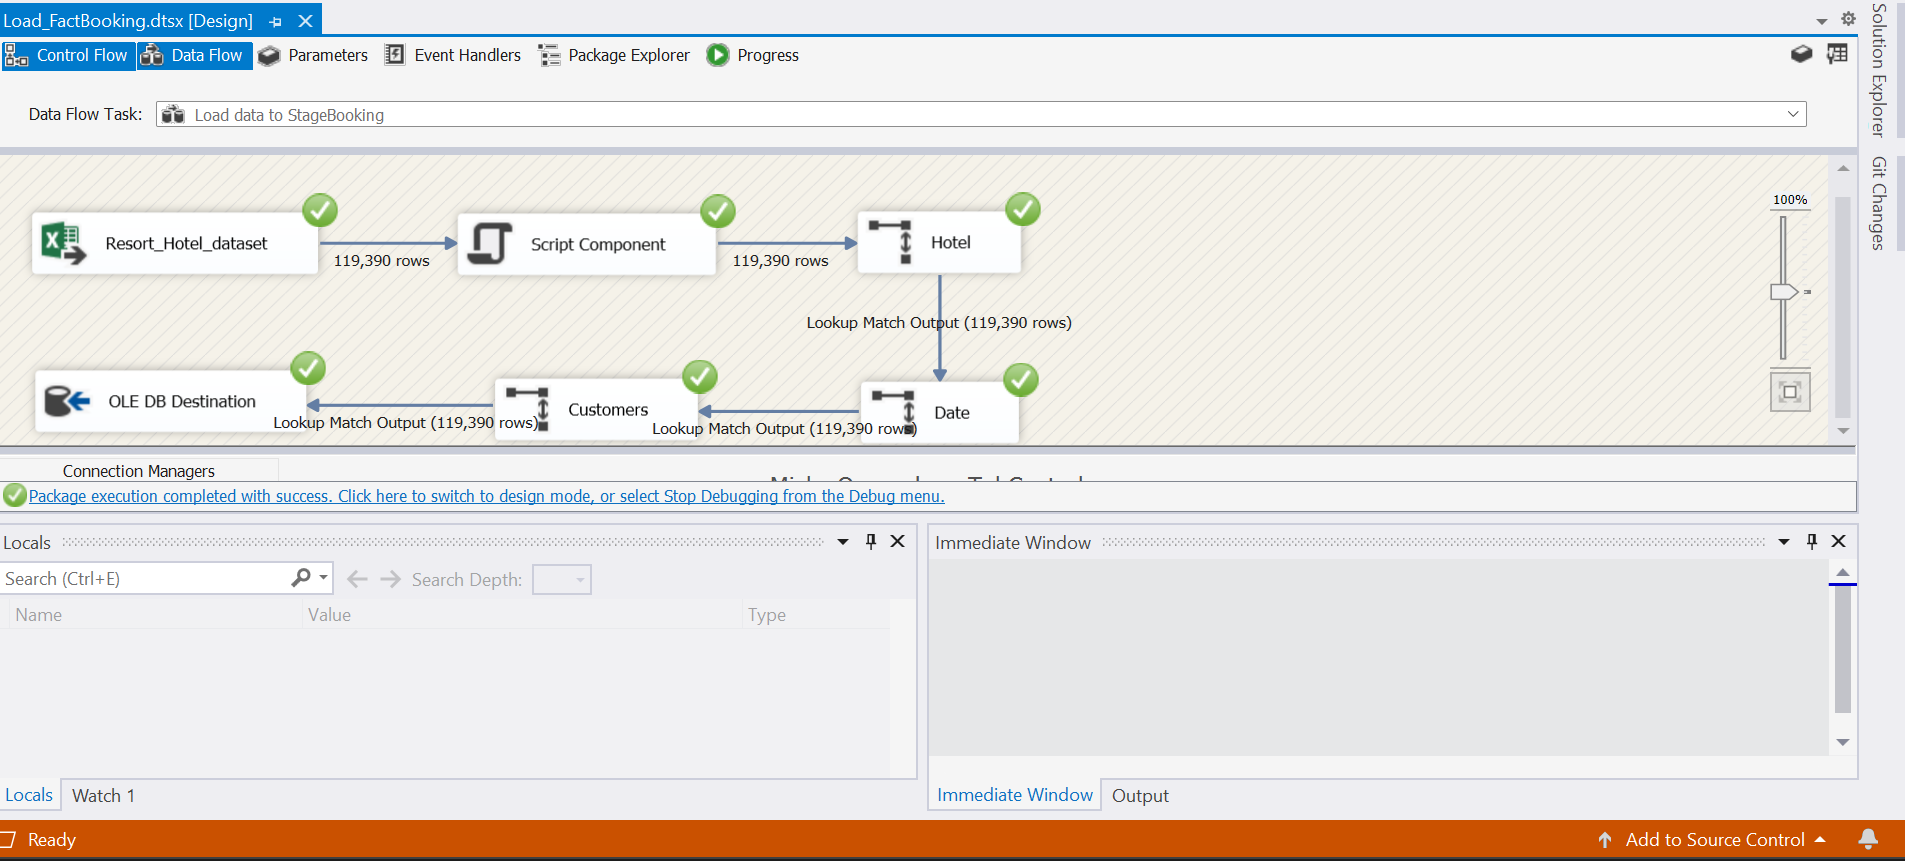 Load_FactBooking.dtsx [Design]
Control Flow
Data Flow
Parameters
Event Handlers
Package Explorer
Progress
Data Flow Task:
Load data to StageBooking
Solution Explorer
Git Changes
100%
Resort_Hotel_dataset
119,390 rows
Script Component
119,390 rows
Hotel
Lookup Match Output (119,390 rows)
Date
Lookup Match Output (119,390 rows)
Customers
Lookup Match Output (119,390 rows)
OLE DB Destination
Connection Managers
Package execution completed with success. Click here to switch to design mode, or select Stop Debugging from the Debug menu.
Locals
Search (Ctrl+E)
Search Depth:
Name Value Type
Locals
Watch 1
Immediate Window
Immediate Window
Output
Ready
Add to Source Control